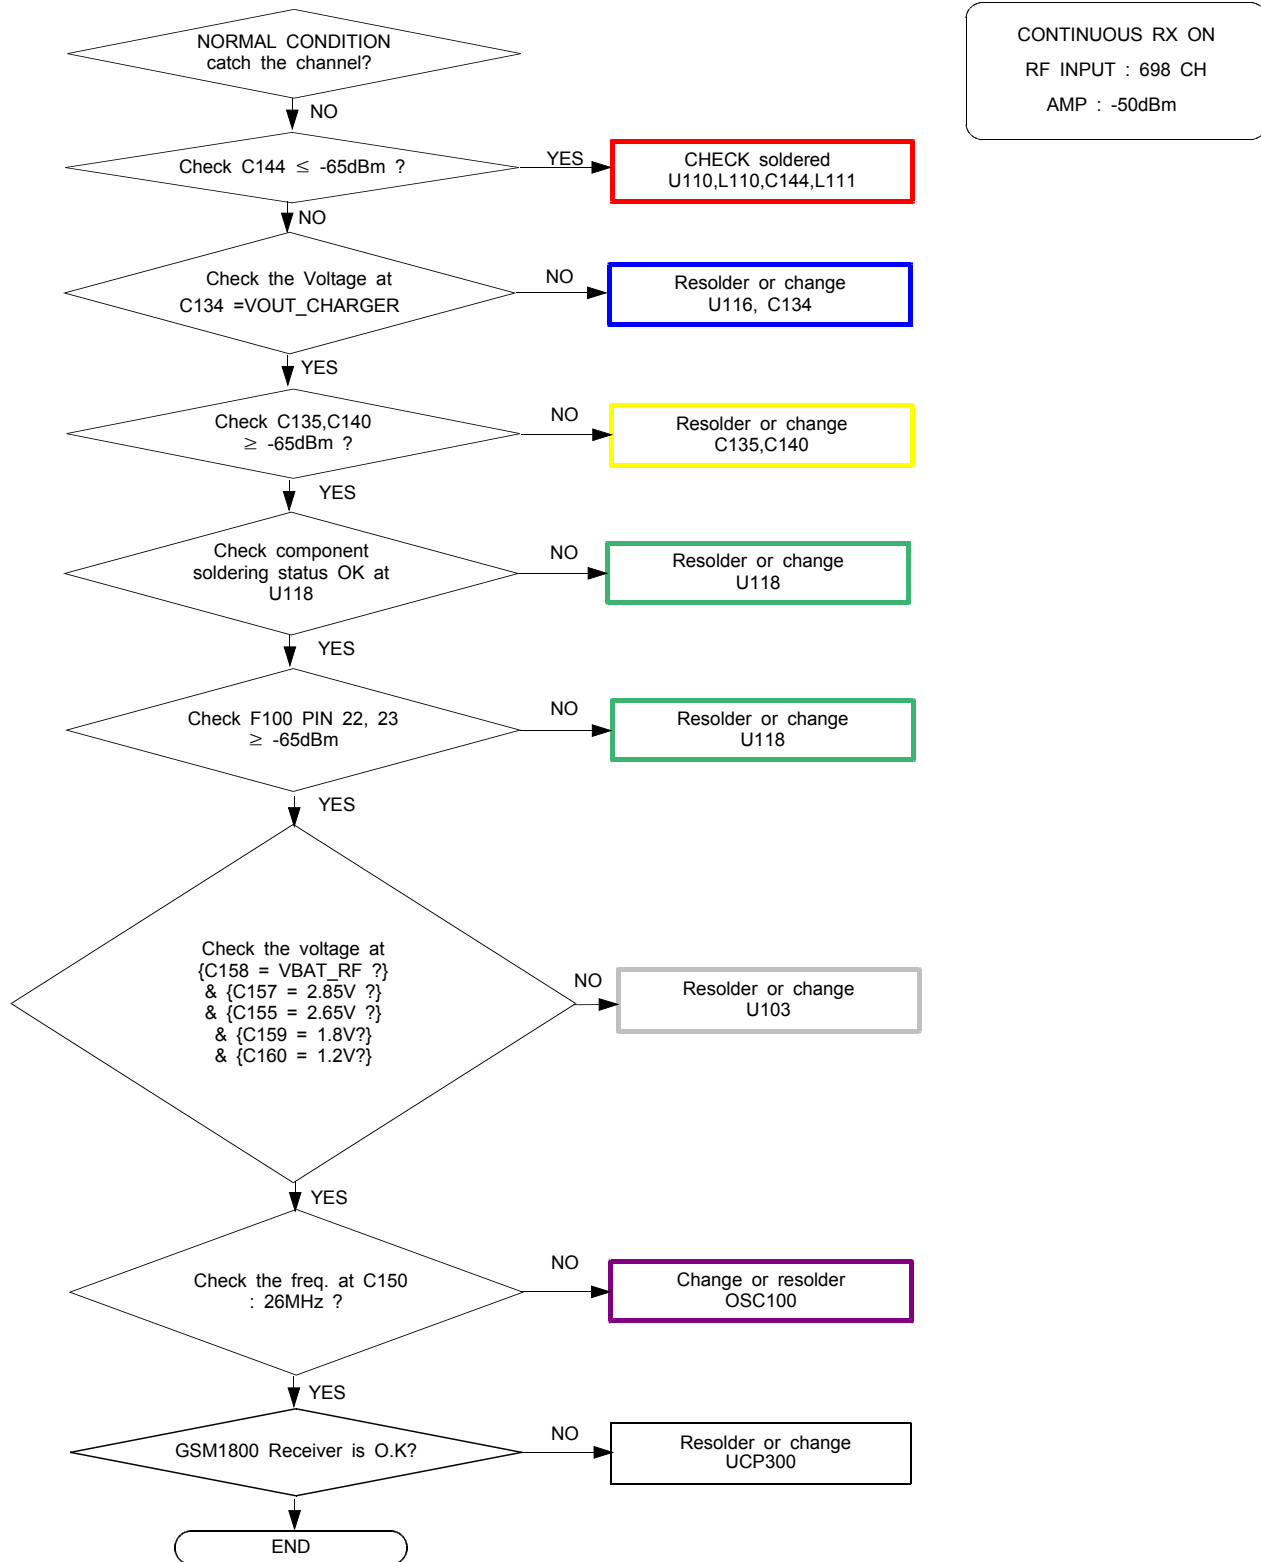 NORMAL CONDITION
catch the channel?
CONTINUOUS RX ON
RF INPUT : 698 CH
AMP : -50dBm
NO
Check C144 ≤ -65dBm ?
YES
CHECK soldered
U110,L110,C144,L111
NO
Check the Voltage at
C134 =VOUT_CHARGER
NO
Resolder or change
U116, C134
YES
Check C135,C140
≥ -65dBm ?
NO
Resolder or change
C135,C140
YES
Check component
soldering status OK at
U118
NO
Resolder or change
U118
YES
Check F100 PIN 22, 23
≥ -65dBm
NO
Resolder or change
U118
YES
Check the voltage at
{C158 = VBAT_RF ?}
& {C157 = 2.85V ?}
& {C155 = 2.65V ?}
& {C159 = 1.8V?}
& {C160 = 1.2V?}
NO
Resolder or change
U103
YES
Check the freq. at C150
: 26MHz ?
NO
Change or resolder
OSC100
YES
GSM1800 Receiver is O.K?
NO
Resolder or change
UCP300
END